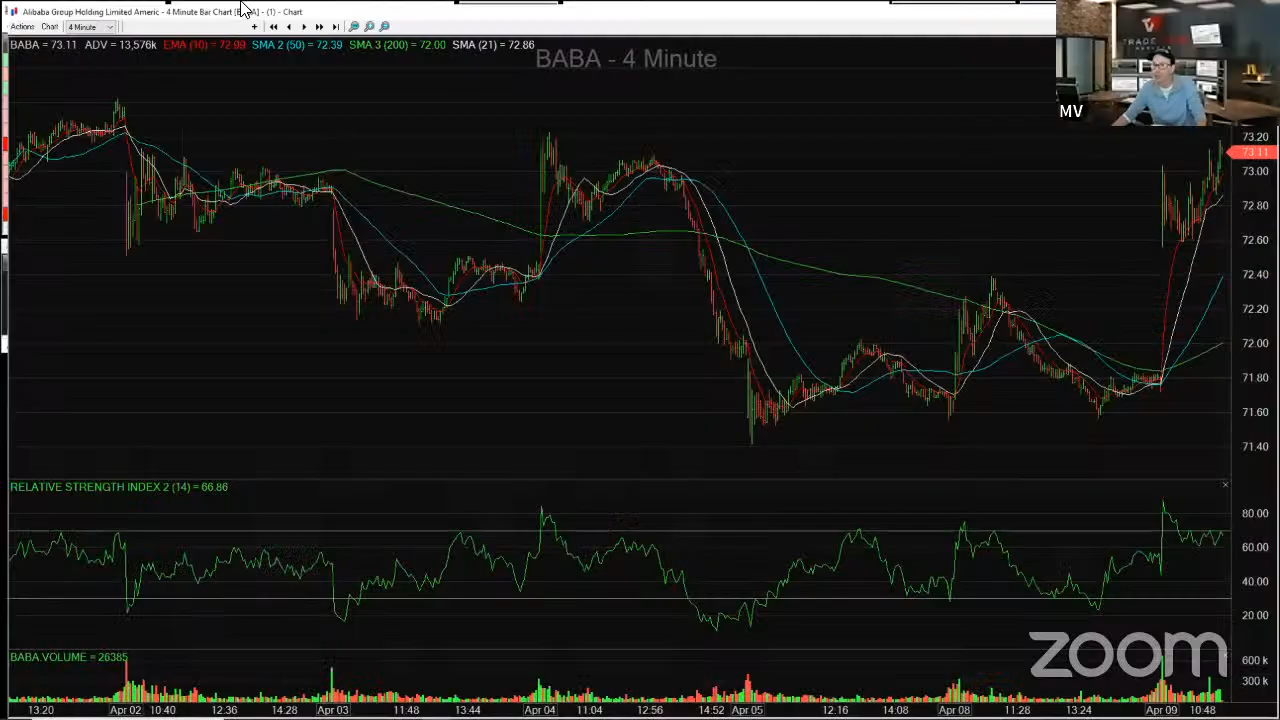 Alibaba Group Holding Limited Americ - 4 Minute Bar Chart - (1) - Chart
Actions Chart 4 Minute
BABA = 73.11 ADV = 13,576k EMA (10) = 72.99 SMA 2 (50) = 72.39 SMA 3 (200) = 72.00 SMA (21) = 72.86
BABA - 4 Minute
MV
73.20
73.11
73.00
72.80
72.60
72.40
72.20
72.00
71.80
71.60
71.40
RELATIVE STRENGTH INDEX 2 (14) = 66.86
80.00
60.00
40.00
20.00
zoom
BABA.VOLUME = 26385
600 k
300 k
13.20 Apr 02 10:40 12.36 14:28 Apr 03 11:48 13:44 Apr 04 11:04 12:56 14:52 Apr 05 12:16 14:08 Apr 08 11:28 13:24 Apr 09 10:48